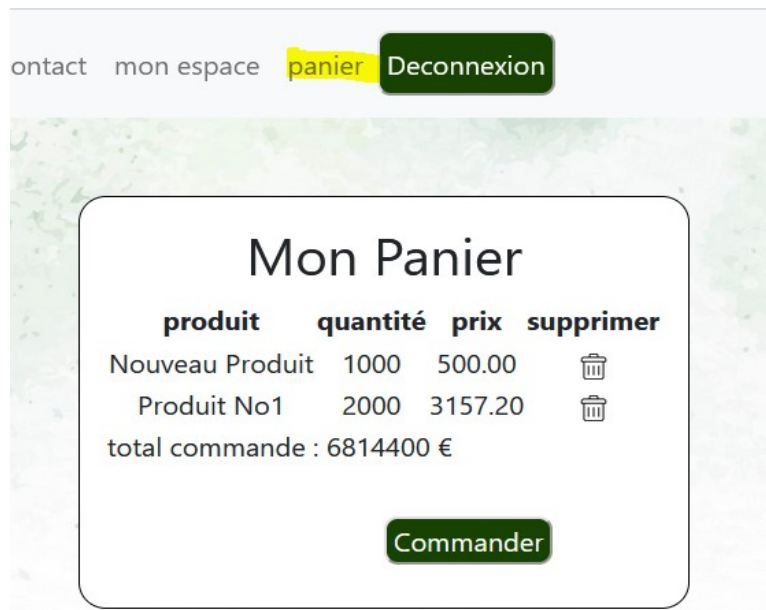 ontact mon espace panier Deconnexion
Mon Panier
produit quantité prix supprimer
Nouveau Produit 1000 500.00
Produit No1 2000 3157.20
total commande : 6814400 €
Commander